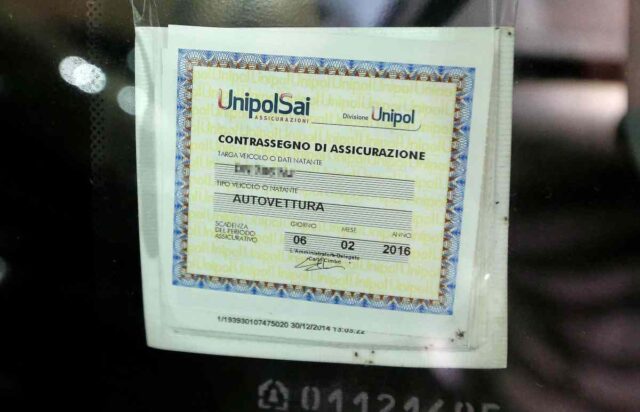 UnipolSai
ASSICURAZIONI
Divisione Unipol
CONTRASSEGNO DI ASSICURAZIONE
TARGA VEICOLO O DATI NATANTE
TIPO VEICOLO O NATANTE
AUTOVETTURA
SCADENZA DEL PERIODO ASSICURATIVO
GIORNO MESE ANNO
06 02 2016
L'Amministratore Delegato
Carlo Cimbri
1/193930107475020 30/12/2014 13:03:22